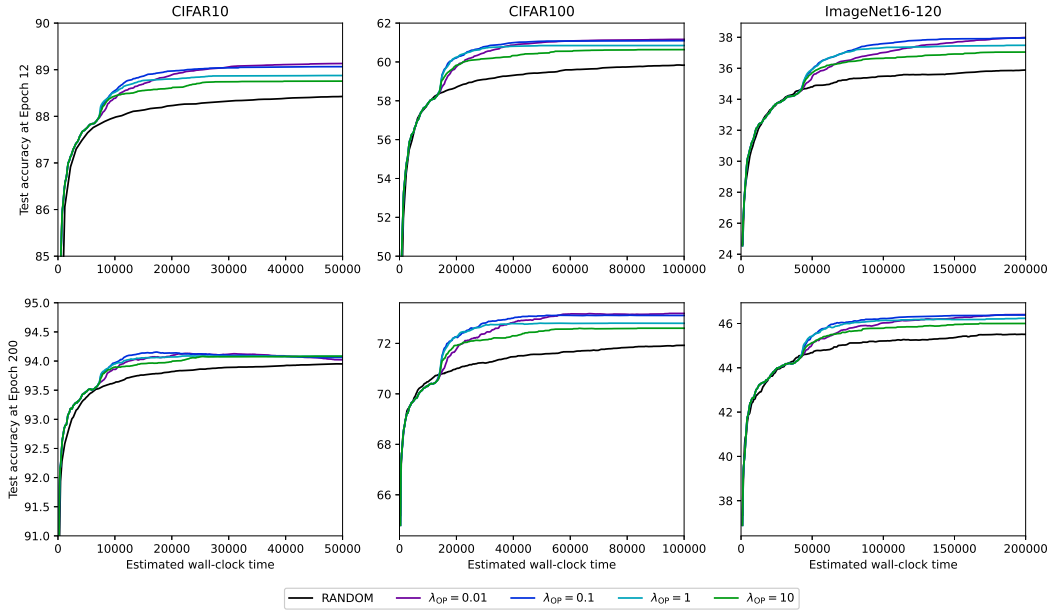 CIFAR10
CIFAR100
ImageNet16-120
Test accuracy at Epoch 12
90
89
88
87
86
85
0 10000 20000 30000 40000 50000
62
60
58
56
54
52
50
0 20000 40000 60000 80000 100000
38
36
34
32
30
28
26
24
0 50000 100000 150000 200000
Test accuracy at Epoch 200
95.0
94.5
94.0
93.5
93.0
92.5
92.0
91.5
91.0
0 10000 20000 30000 40000 50000
Estimated wall-clock time
72
70
68
66
0 20000 40000 60000 80000 100000
Estimated wall-clock time
46
44
42
40
38
0 50000 100000 150000 200000
Estimated wall-clock time
RANDOM λOP = 0.01 λOP = 0.1 λOP = 1 λOP = 10